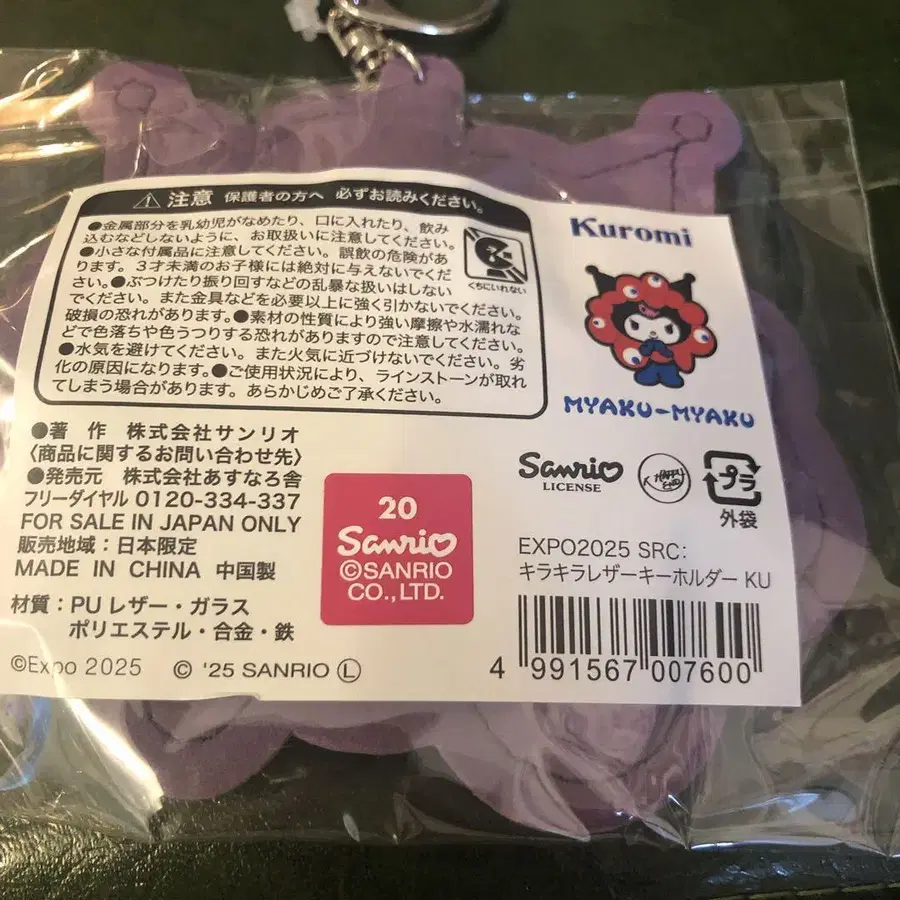 ⚠ 注意 保護者の方へ 必ずお読みください。
●金属部分を乳幼児がなめたり、口に入れたり、飲み
込むなどしないように、お取扱いに注意してください。
●小さな付属品に注意してください。誤飲の危険があ
ります。3才未満のお子様には絶対に与えないでくだ
さい。●ぶつけたり振り回すなどの乱暴な扱いはしない
でください。また金具などを必要以上に強く引かないでください。
破損の恐れがあります。●素材の性質により強い摩擦や水濡れな
どで色落ちや色うつりする恐れがありますので注意してください。
●水気を避けてください。また火気に近づけないでください。劣
化の原因になります。●ご使用状況により、ラインストーンが取れ
てしまう場合があります。あらかじめご了承ください。
くちにいれない
Kuromi
MYAKU-MYAKU
●著 作 株式会社サンリオ
〈商品に関するお問い合わせ先〉
●発売元 株式会社あすなろ舎
フリーダイヤル 0120-334-337
FOR SALE IN JAPAN ONLY
販売地域：日本限定
MADE IN CHINA 中国製
材質：PU レザー・ガラス
ポリエステル・合金・鉄
©Expo 2025 © '25 SANRIO Ⓛ
20
Sanrio
©SANRIO
CO., LTD.
Sanrio
LICENSE
プラ
外袋
EXPO2025 SRC:
キラキラレザーキーホルダー KU
4 991567 007600